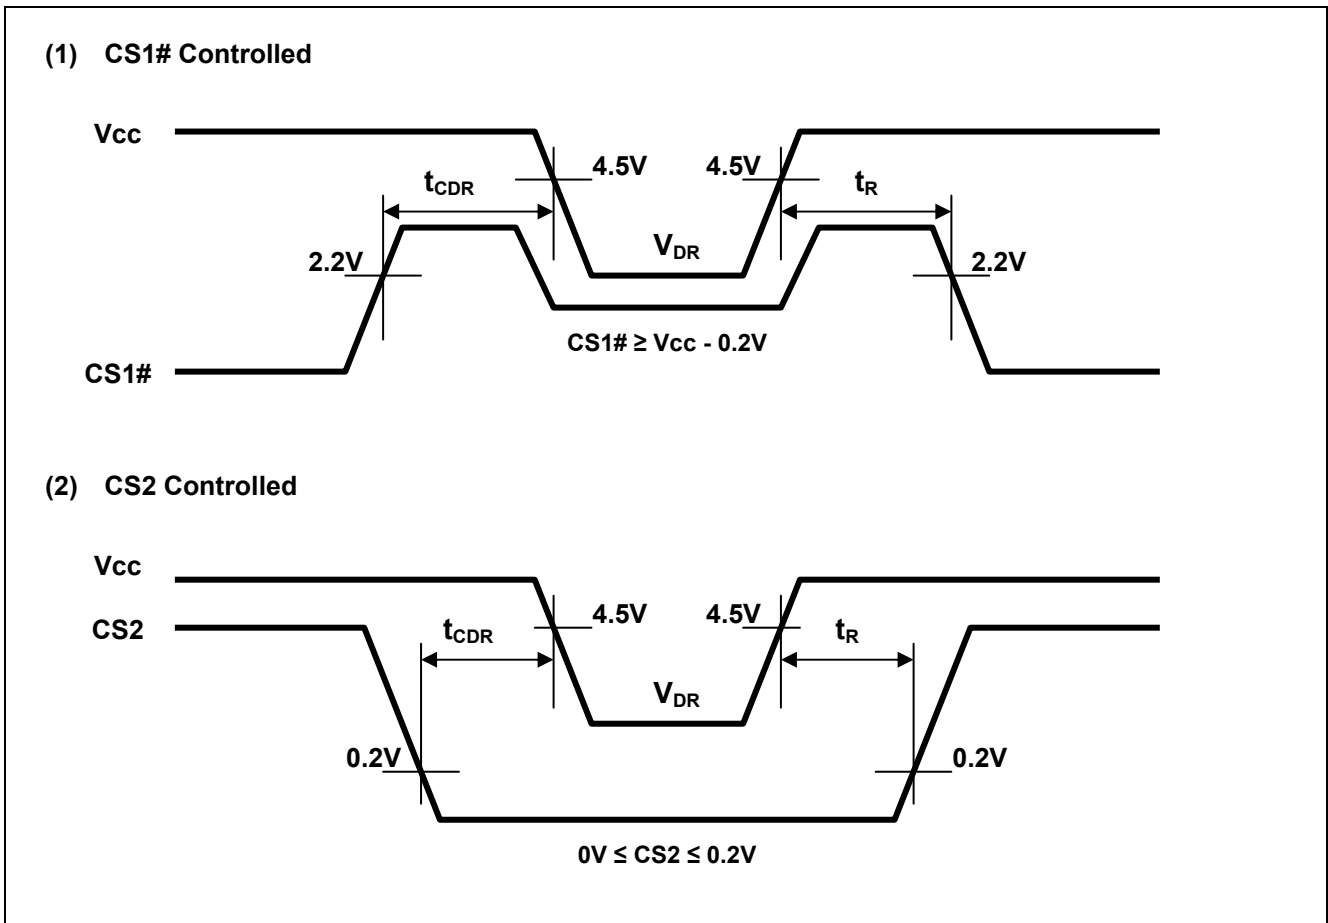 (1) CS1# Controlled
Vcc
4.5V
4.5V
tCDR
tR
VDR
2.2V
2.2V
CS1# ≥ Vcc - 0.2V
CS1#
(2) CS2 Controlled
Vcc
4.5V
4.5V
CS2
tCDR
tR
VDR
0.2V
0.2V
0V ≤ CS2 ≤ 0.2V